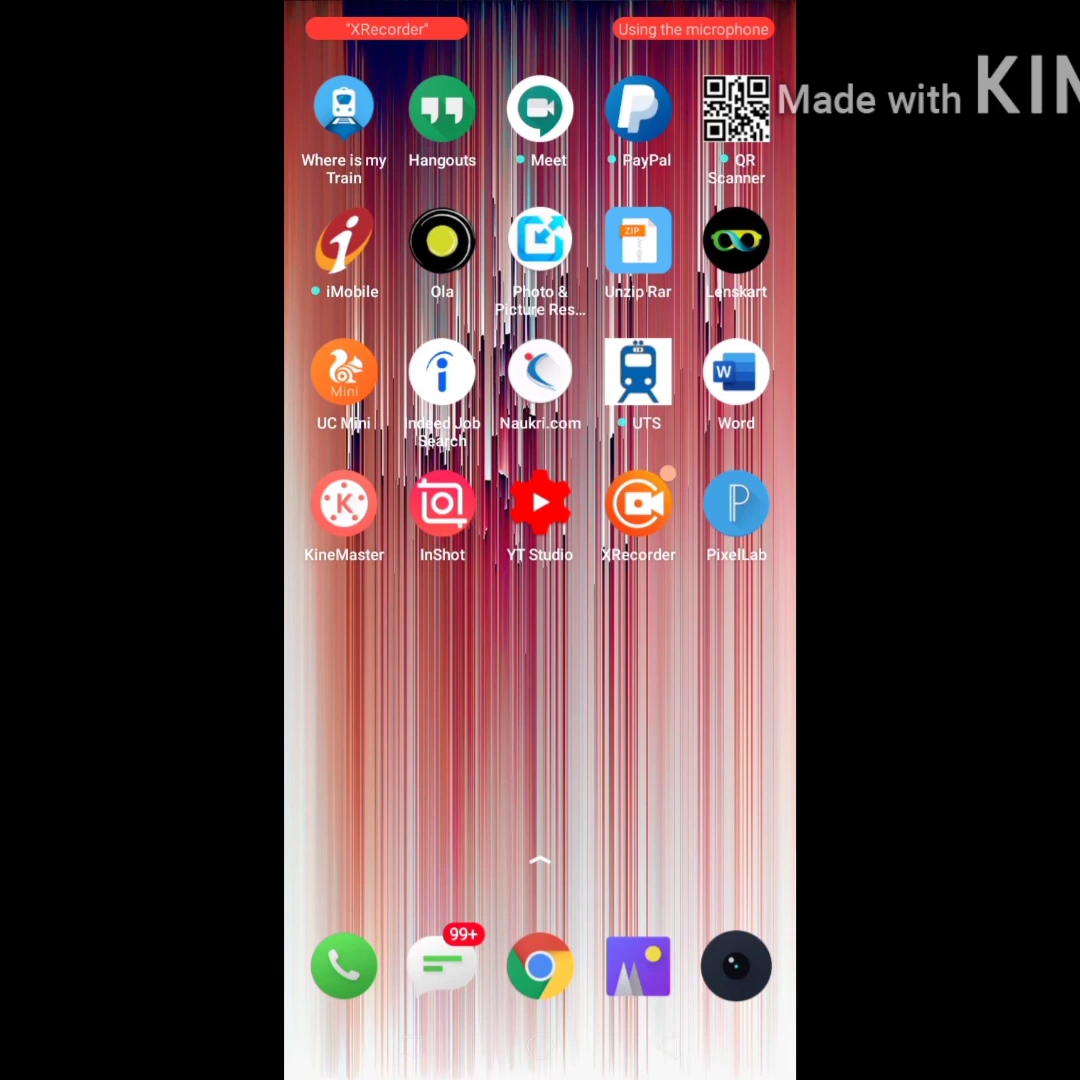 "XRecorder"
Using the microphone
Made with KIN
Where is my
Train
Hangouts
Meet
PayPal
QR
Scanner
ZIP
iMobile
Ola
Photo &
Picture Res...
Unzip Rar
Lenskart
Mini
W
UC Mini
Indeed Job
Search
Naukri.com
UTS
Word
K
KineMaster
InShot
YT Studio
XRecorder
PixelLab
99+